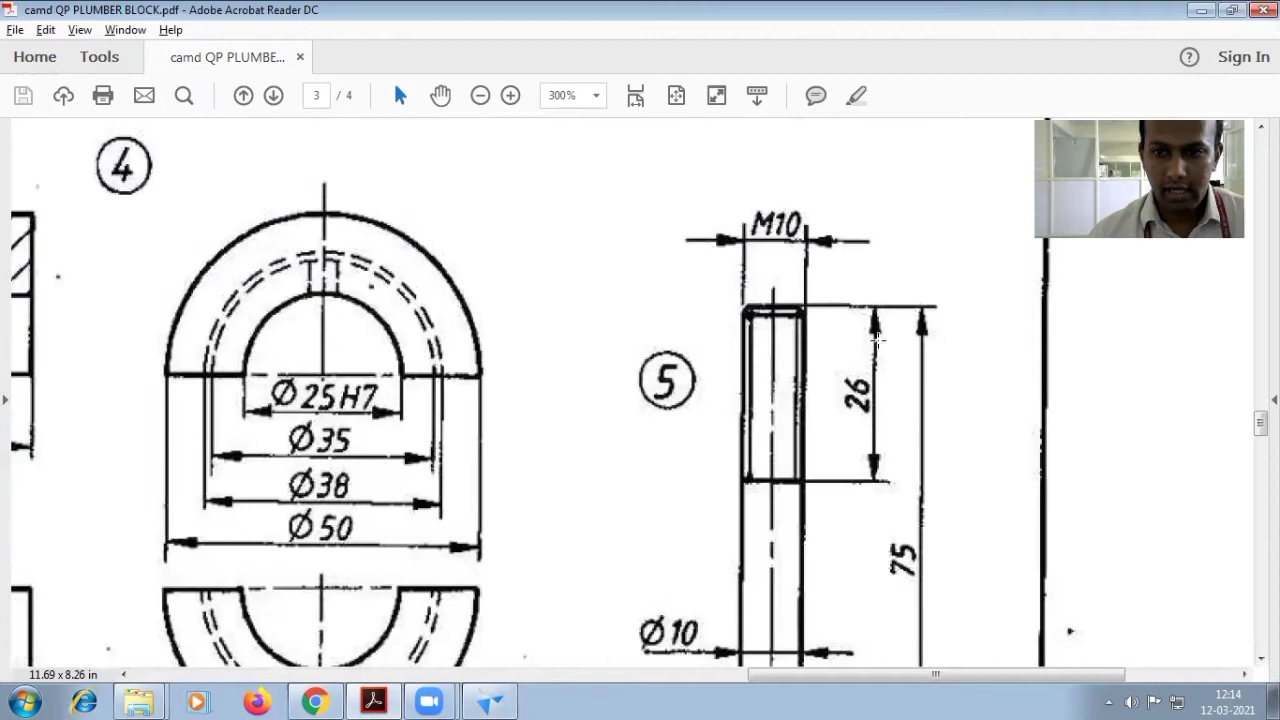 camd QP PLUMBER BLOCK.pdf - Adobe Acrobat Reader DC
File Edit View Window Help
Home Tools camd QP PLUMBE... × ? Sign In
3 / 4 300%
4
M10
5
Ø25H7
26
Ø35
Ø38
Ø50
75
Ø10
11.69 x 8.26 in
12:14
12-03-2021